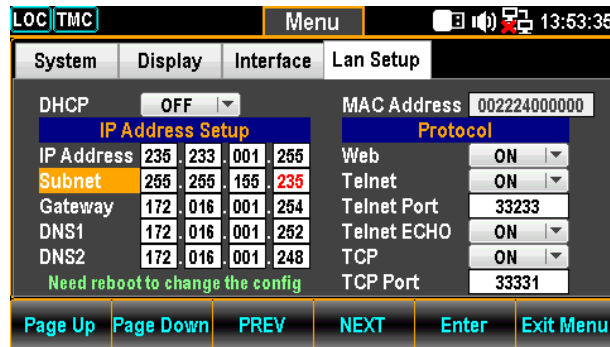 LOC TMC Menu 13:53:35
System Display Interface Lan Setup
DHCP OFF MAC Address 002224000000
IP Address Setup Protocol
IP Address 235 . 233 . 001 . 255 Web ON
Subnet 255 . 255 . 155 . 235 Telnet ON
Gateway 172 . 016 . 001 . 254 Telnet Port 33233
DNS1 172 . 016 . 001 . 252 Telnet ECHO ON
DNS2 172 . 016 . 001 . 248 TCP ON
Need reboot to change the config TCP Port 33331
Page Up Page Down PREV NEXT Enter Exit Menu